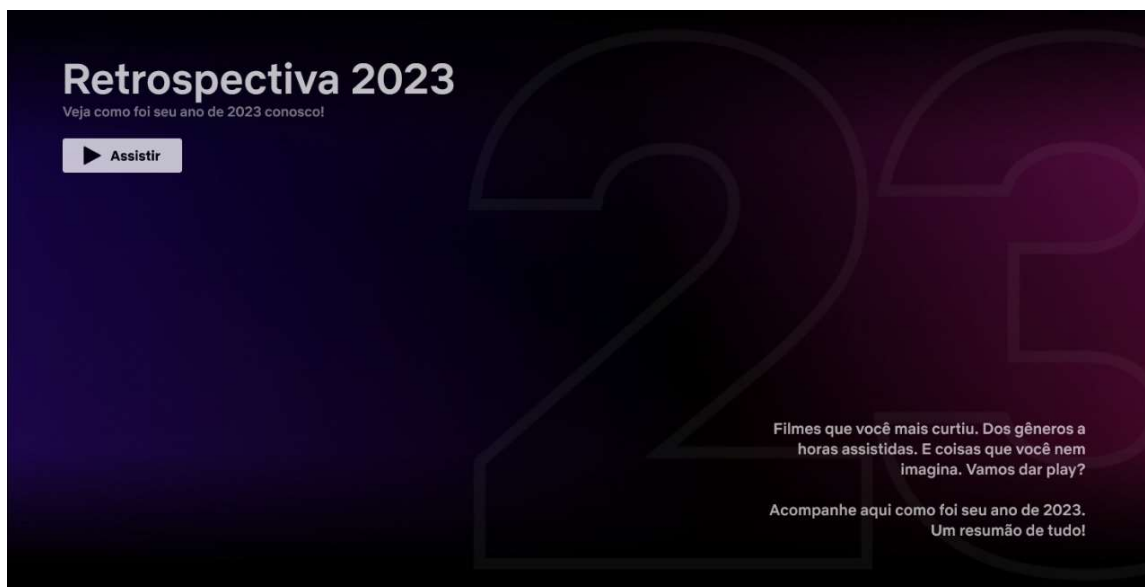 Retrospectiva 2023
Veja como foi seu ano de 2023 conosco!
Assistir
23
Filmes que você mais curtiu. Dos gêneros a
horas assistidas. E coisas que você nem
imagina. Vamos dar play?
Acompanhe aqui como foi seu ano de 2023.
Um resumão de tudo!